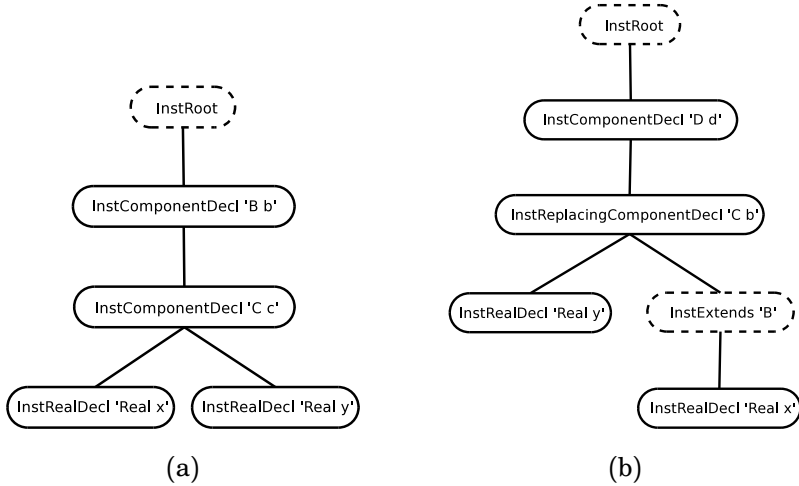 InstRoot
InstComponentDecl 'B b'
InstComponentDecl 'C c'
InstRealDecl 'Real x'
InstRealDecl 'Real y'
(a)
InstRoot
InstComponentDecl 'D d'
InstReplacingComponentDecl 'C b'
InstRealDecl 'Real y'
InstExtends 'B'
InstRealDecl 'Real x'
(b)